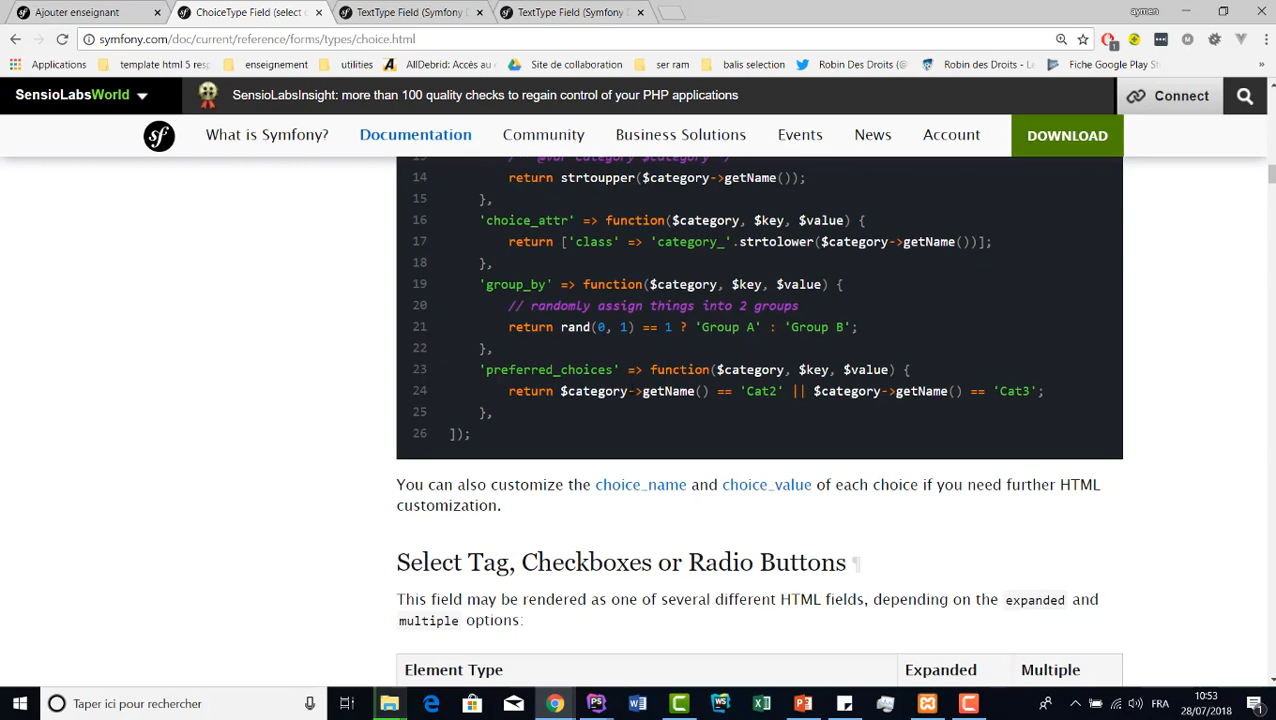 Ajouter enseignant
ChoiceType Field (select
TextType Field (Symfony D
TextType Field (Symfony D
aymen
symfony.com/doc/current/reference/forms/types/choice.html
Applications
template html 5 resp
enseignement
utilities
AllDebrid: Accès au c
Site de collaboration
ser ram
balis selection
Robin Des Droits (@
Robin des Droits -
Fiche Google Play St
SensioLabsWorld
SensioLabsInsight: more than 100 quality checks to regain control of your PHP applications
Connect
sf
What is Symfony?
Documentation
Community
Business Solutions
Events
News
Account
DOWNLOAD
14 return strtoupper($category->getName());
15 },
16 'choice_attr' => function($category, $key, $value) {
17 return ['class' => 'category_'.strtolower($category->getName())];
18 },
19 'group_by' => function($category, $key, $value) {
20 // randomly assign things into 2 groups
21 return rand(0, 1) == 1 ? 'Group A' : 'Group B';
22 },
23 'preferred_choices' => function($category, $key, $value) {
24 return $category->getName() == 'Cat2' || $category->getName() == 'Cat3';
25 },
26 ]);
You can also customize the choice_name and choice_value of each choice if you need further HTML
customization.
Select Tag, Checkboxes or Radio Buttons ¶
This field may be rendered as one of several different HTML fields, depending on the expanded and
multiple options:
Element Type
Expanded
Multiple
Taper ici pour rechercher
FRA
10:53
28/07/2018